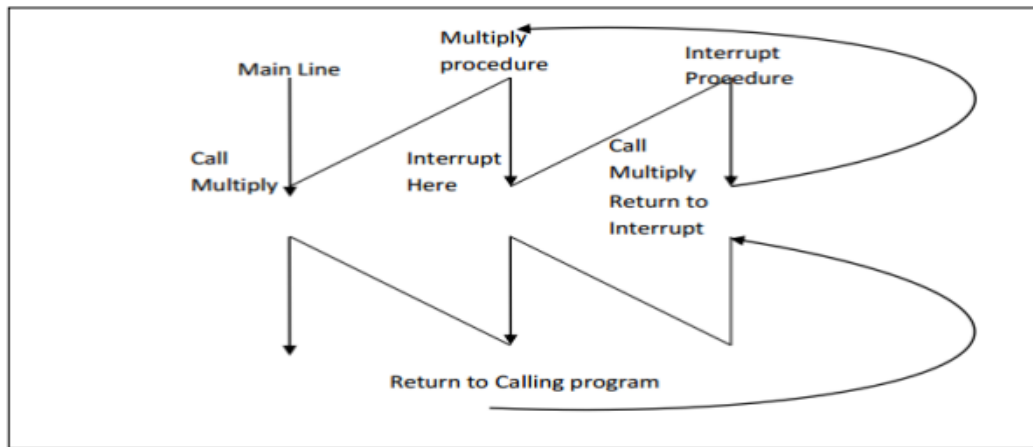 Main Line
Multiply
procedure
Interrupt
Procedure
Call
Multiply
Interrupt
Here
Call
Multiply
Return to
Interrupt
Return to Calling program